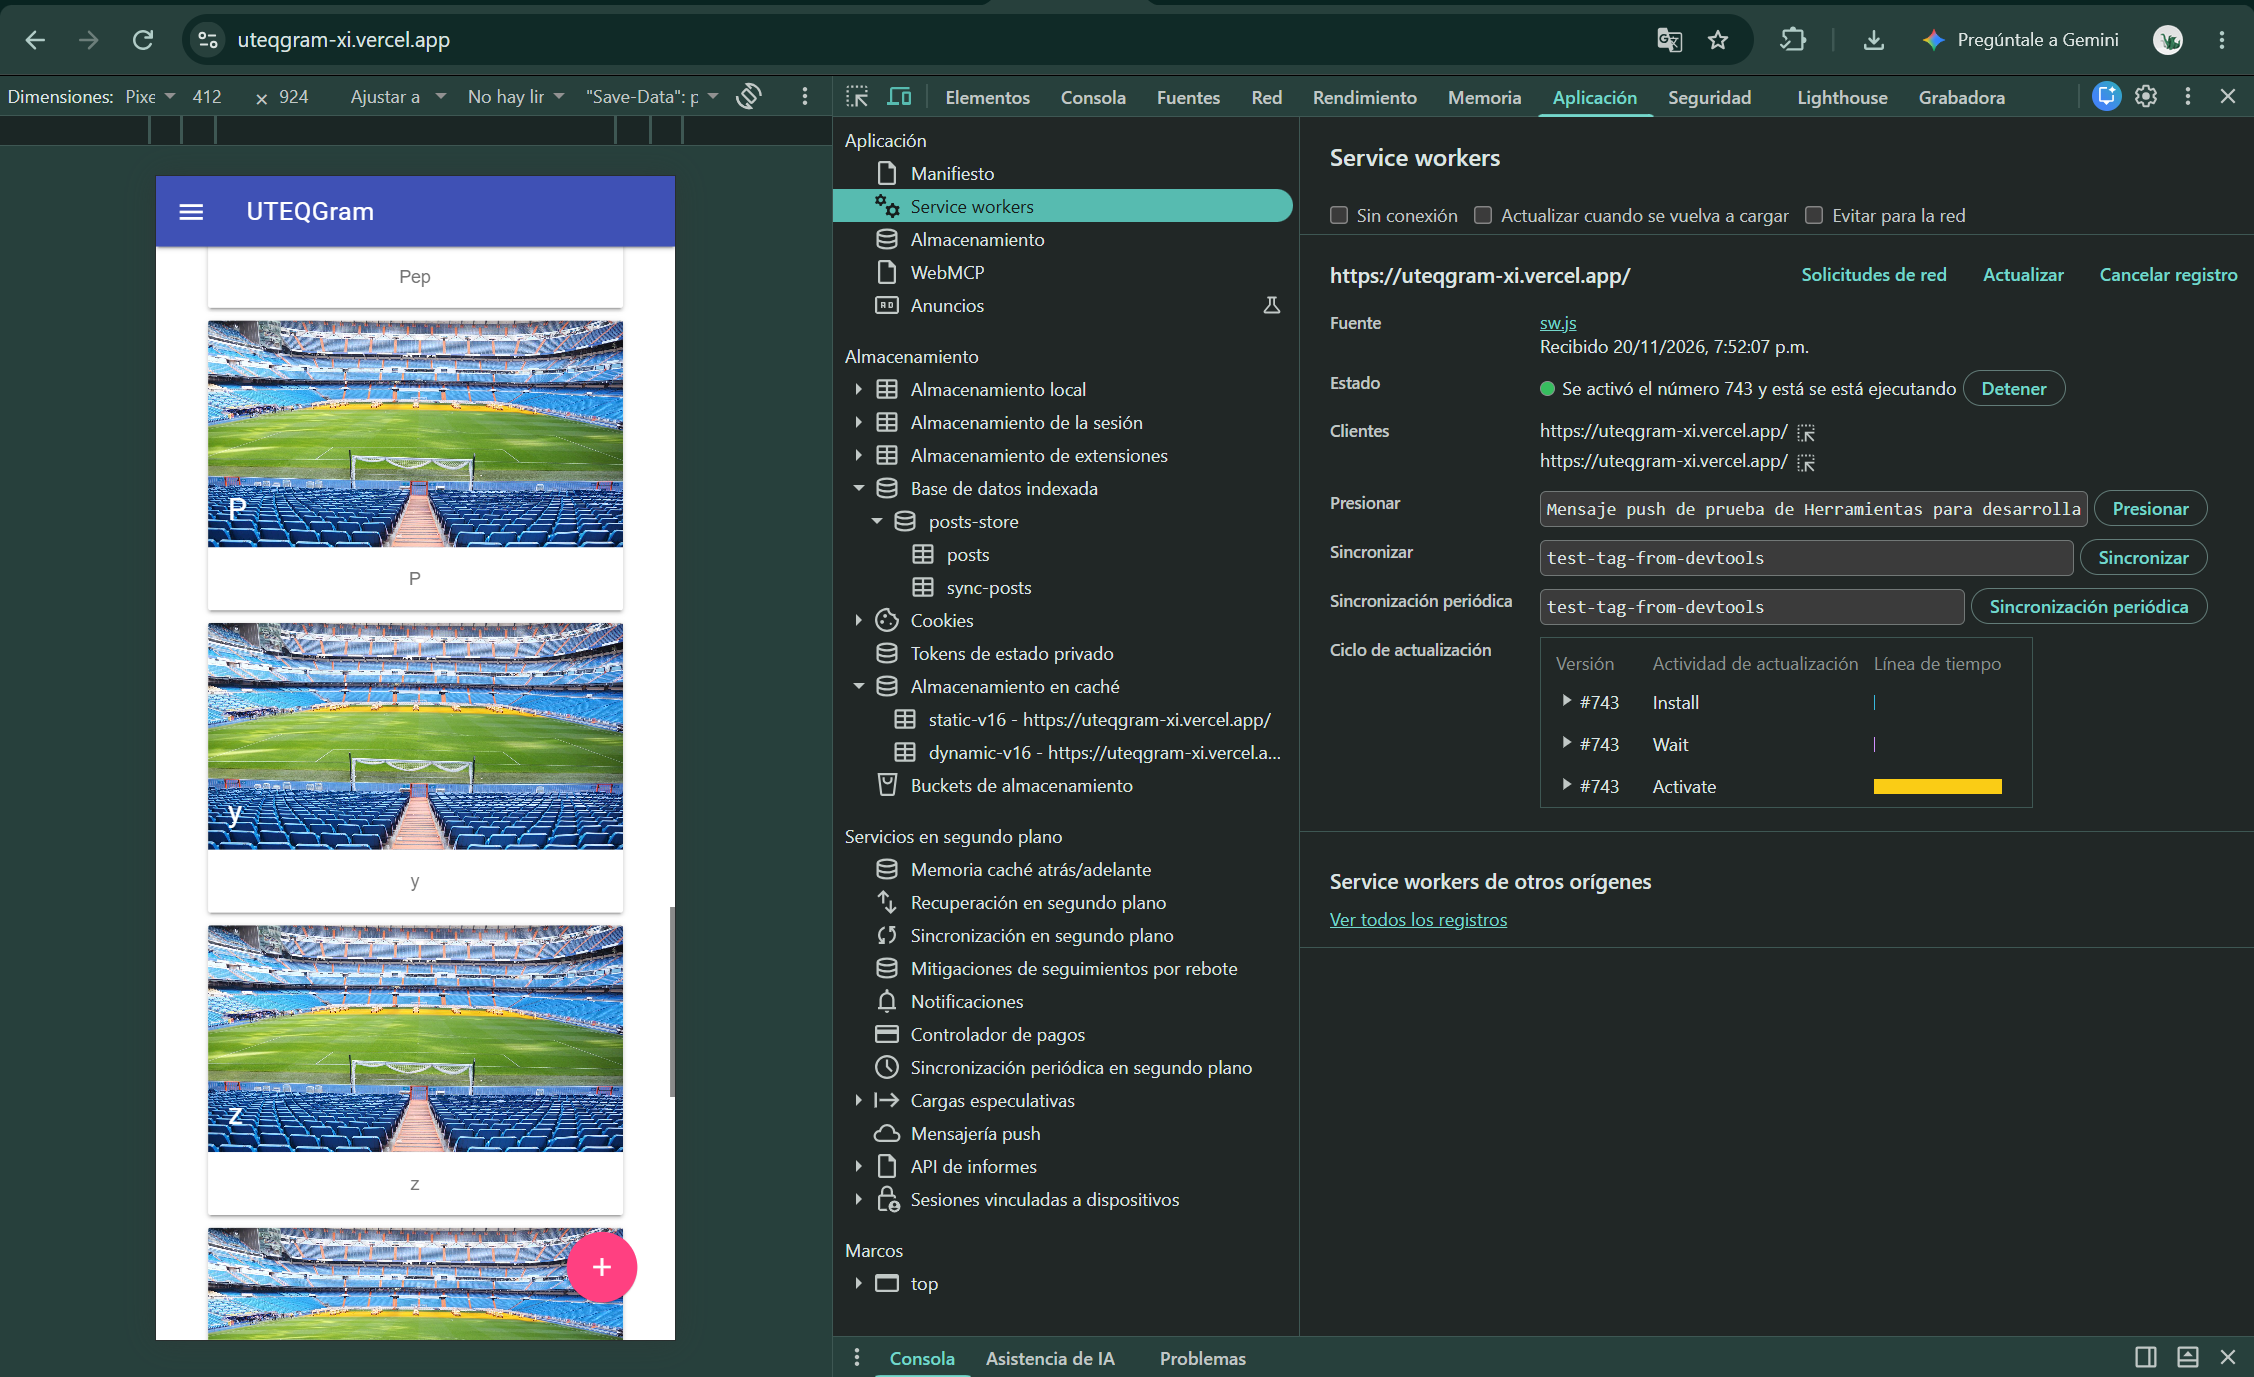 uteqgram-xi.vercel.app
Pregúntale a Gemini
Dimensiones: Pixe
412
× 924
Ajustar a
No hay lir
"Save-Data": p
Elementos
Consola
Fuentes
Red
Rendimiento
Memoria
Aplicación
Seguridad
Lighthouse
Grabadora
UTEQGram
Pep
P
P
y
y
z
z
+
Aplicación
Manifiesto
Service workers
Almacenamiento
WebMCP
Anuncios
Almacenamiento
Almacenamiento local
Almacenamiento de la sesión
Almacenamiento de extensiones
Base de datos indexada
posts-store
posts
sync-posts
Cookies
Tokens de estado privado
Almacenamiento en caché
static-v16 - https://uteqgram-xi.vercel.app/
dynamic-v16 - https://uteqgram-xi.vercel.a...
Buckets de almacenamiento
Servicios en segundo plano
Memoria caché atrás/adelante
Recuperación en segundo plano
Sincronización en segundo plano
Mitigaciones de seguimientos por rebote
Notificaciones
Controlador de pagos
Sincronización periódica en segundo plano
Cargas especulativas
Mensajería push
API de informes
Sesiones vinculadas a dispositivos
Marcos
top
Service workers
Sin conexión
Actualizar cuando se vuelva a cargar
Evitar para la red
https://uteqgram-xi.vercel.app/
Solicitudes de red
Actualizar
Cancelar registro
Fuente
sw.js
Recibido 20/11/2026, 7:52:07 p.m.
Estado
Se activó el número 743 y está se está ejecutando
Detener
Clientes
https://uteqgram-xi.vercel.app/
https://uteqgram-xi.vercel.app/
Presionar
Mensaje push de prueba de Herramientas para desarrolla
Presionar
Sincronizar
test-tag-from-devtools
Sincronizar
Sincronización periódica
test-tag-from-devtools
Sincronización periódica
Ciclo de actualización
Versión
Actividad de actualización
Línea de tiempo
#743
Install
#743
Wait
#743
Activate
Service workers de otros orígenes
Ver todos los registros
Consola
Asistencia de IA
Problemas